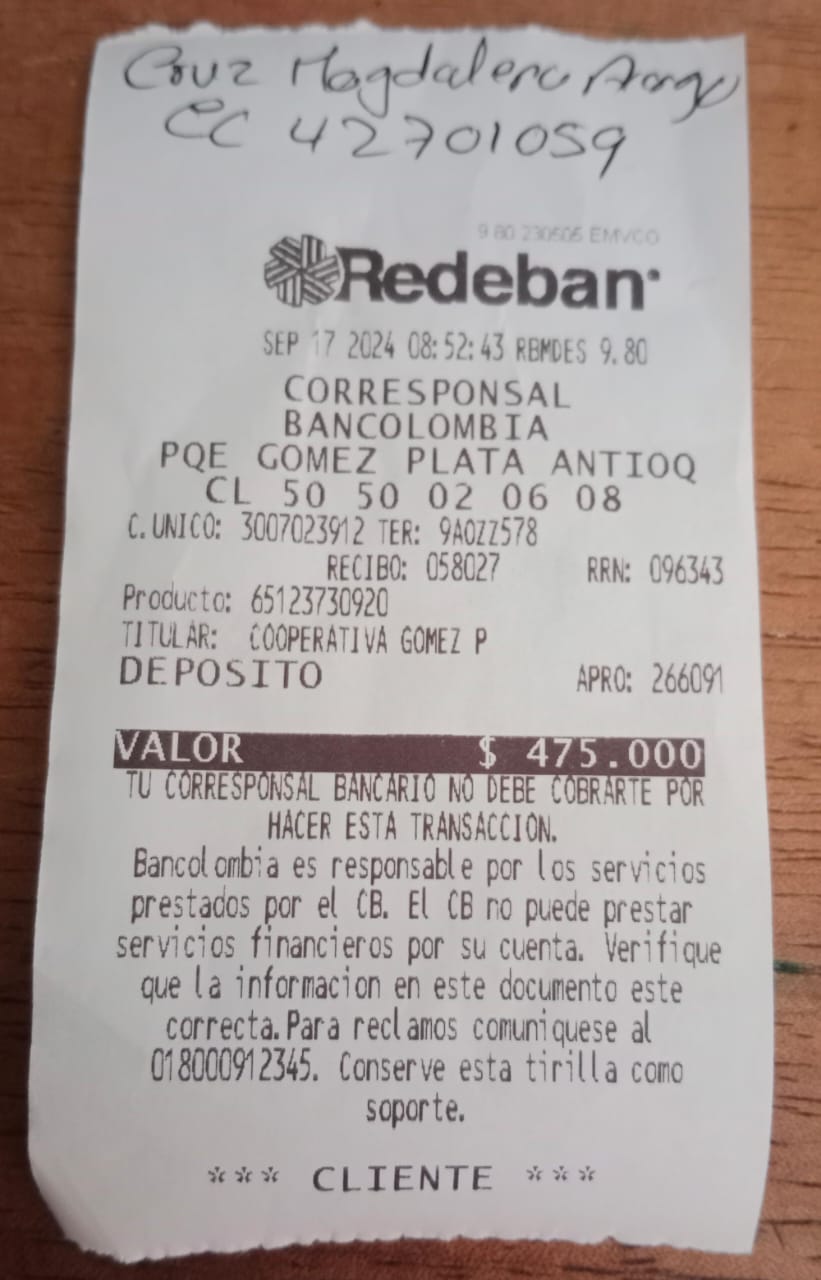 Cruz Magdalena Arango
CC 42701059
9 80 230605 EMVCO
Redeban
SEP 17 2024 08:52:43 RBMDES 9.80
CORRESPONSAL
BANCOLOMBIA
PQE GOMEZ PLATA ANTIOQ
CL 50 50 02 06 08
C.UNICO: 3007023912 TER: 9AOZZ578
RECIBO: 058027 RRN: 096343
Producto: 65123730920
TITULAR: COOPERATIVA GOMEZ P
DEPOSITO APRO: 266091
VALOR $ 475.000
TU CORRESPONSAL BANCARIO NO DEBE COBRARTE POR
HACER ESTA TRANSACCION.
Bancolombia es responsable por los servicios
prestados por el CB. El CB no puede prestar
servicios financieros por su cuenta. Verifique
que la informacion en este documento este
correcta.Para reclamos comuniquese al
018000912345. Conserve esta tirilla como
soporte.
*** CLIENTE ***